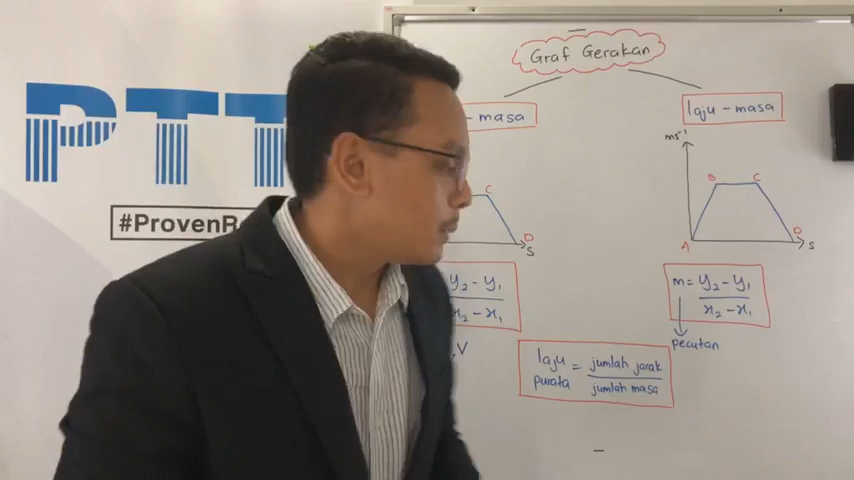 PTT
#ProvenR
Graf Gerakan
- masa
laju - masa
C
D
S
ms⁻¹
B
C
A
D
S
y₂ - y₁
x₂ - x₁
, V
m = y₂ - y₁
x₂ - x₁
pecutan
laju purata = jumlah jarak
jumlah masa